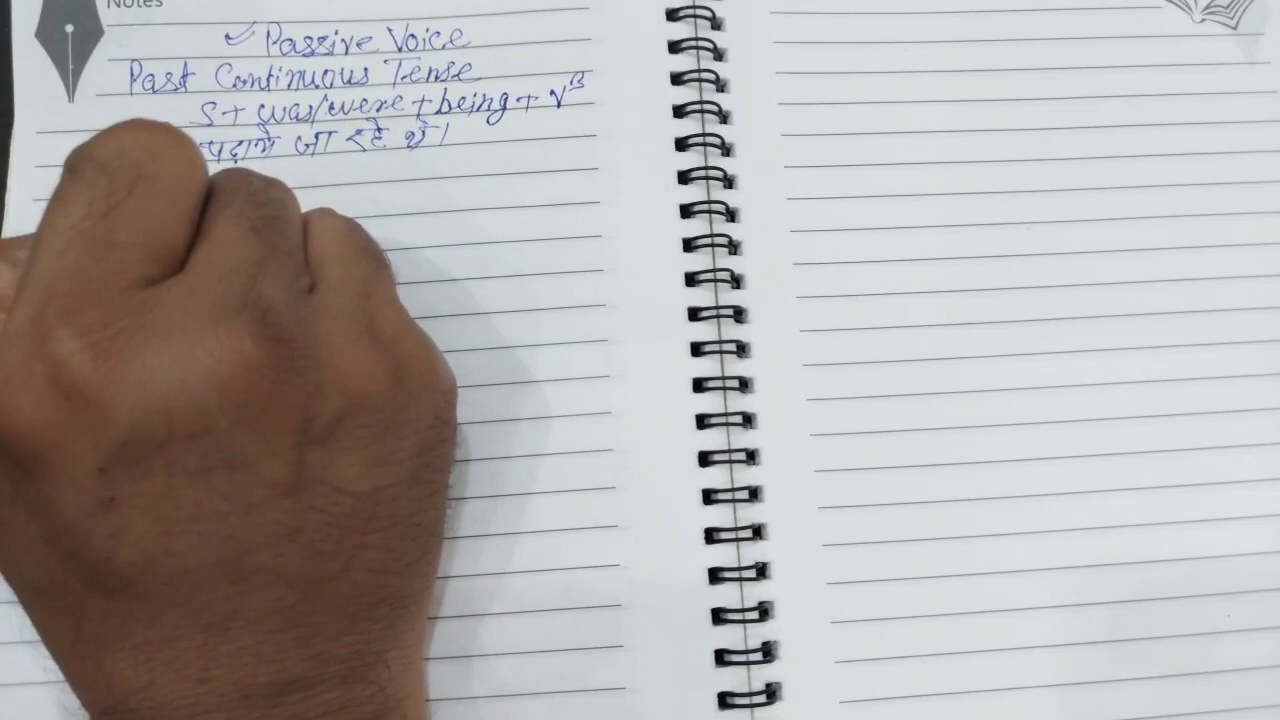 Notes
✓ Passive Voice
Past Continuous Tense
S + was/were + being + V³
पढ़ाये जा रहे थे।